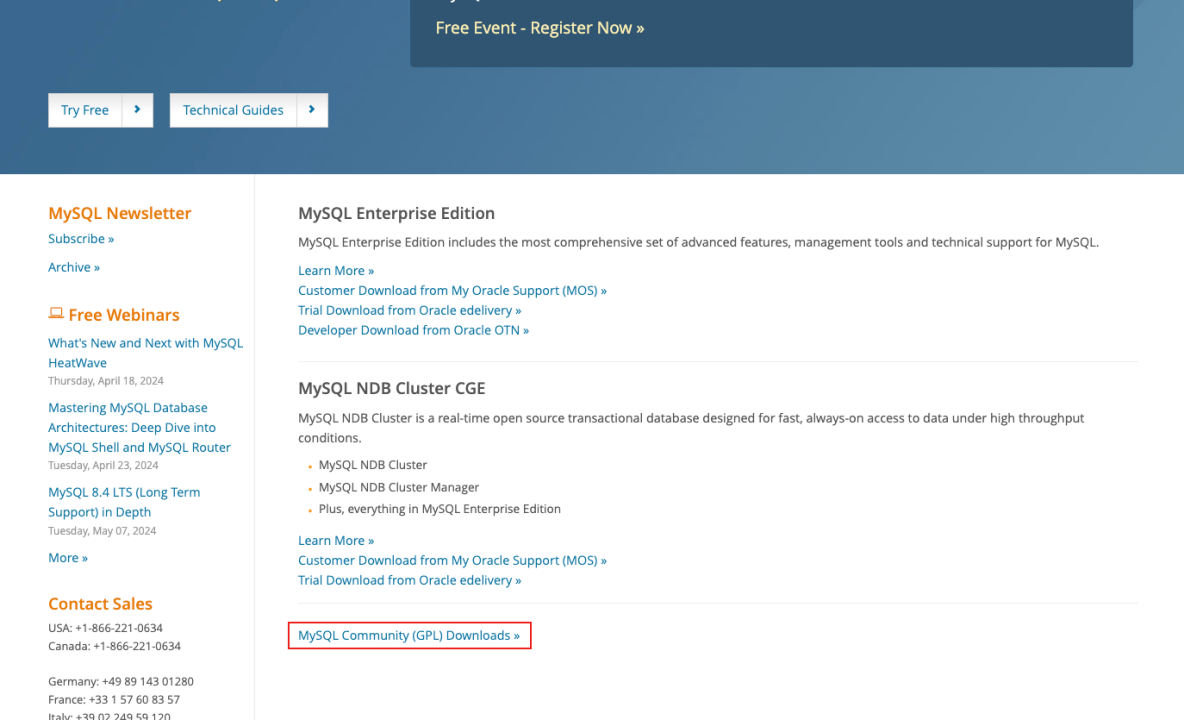 Free Event - Register Now »
Try Free
Technical Guides
MySQL Newsletter
Subscribe »
Archive »
Free Webinars
What's New and Next with MySQL
HeatWave
Thursday, April 18, 2024
Mastering MySQL Database
Architectures: Deep Dive into
MySQL Shell and MySQL Router
Tuesday, April 23, 2024
MySQL 8.4 LTS (Long Term
Support) in Depth
Tuesday, May 07, 2024
More »
Contact Sales
USA: +1-866-221-0634
Canada: +1-866-221-0634
Germany: +49 89 143 01280
France: +33 1 57 60 83 57
Italy: +39 02 249 59 120
MySQL Enterprise Edition
MySQL Enterprise Edition includes the most comprehensive set of advanced features, management tools and technical support for MySQL.
Learn More »
Customer Download from My Oracle Support (MOS) »
Trial Download from Oracle edelivery »
Developer Download from Oracle OTN »
MySQL NDB Cluster CGE
MySQL NDB Cluster is a real-time open source transactional database designed for fast, always-on access to data under high throughput
conditions.
• MySQL NDB Cluster
• MySQL NDB Cluster Manager
• Plus, everything in MySQL Enterprise Edition
Learn More »
Customer Download from My Oracle Support (MOS) »
Trial Download from Oracle edelivery »
MySQL Community (GPL) Downloads »